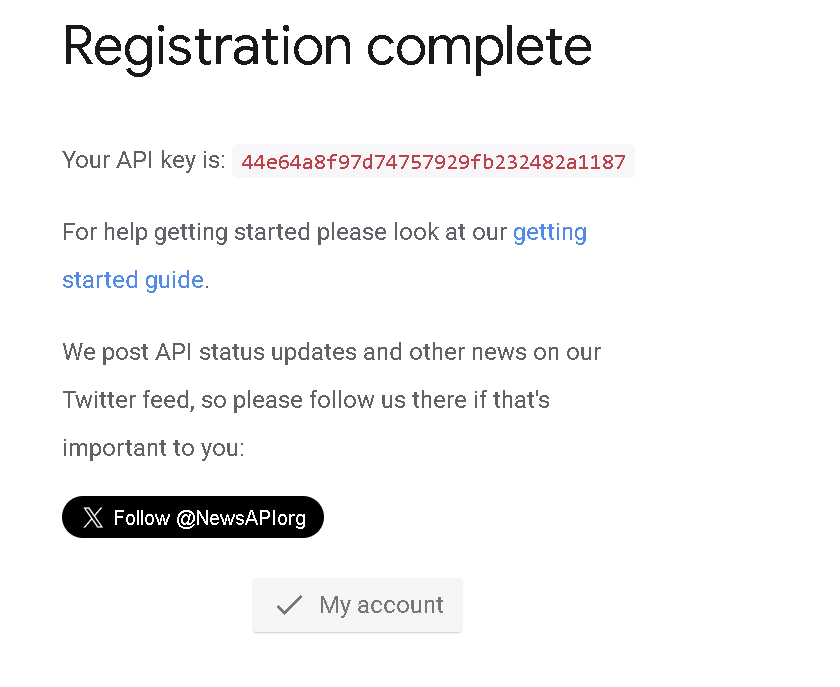 Registration complete
Your API key is: 44e64a8f97d74757929fb232482a1187
For help getting started please look at our getting
started guide.
We post API status updates and other news on our
Twitter feed, so please follow us there if that's
important to you:
Follow @NewsAPIorg
My account